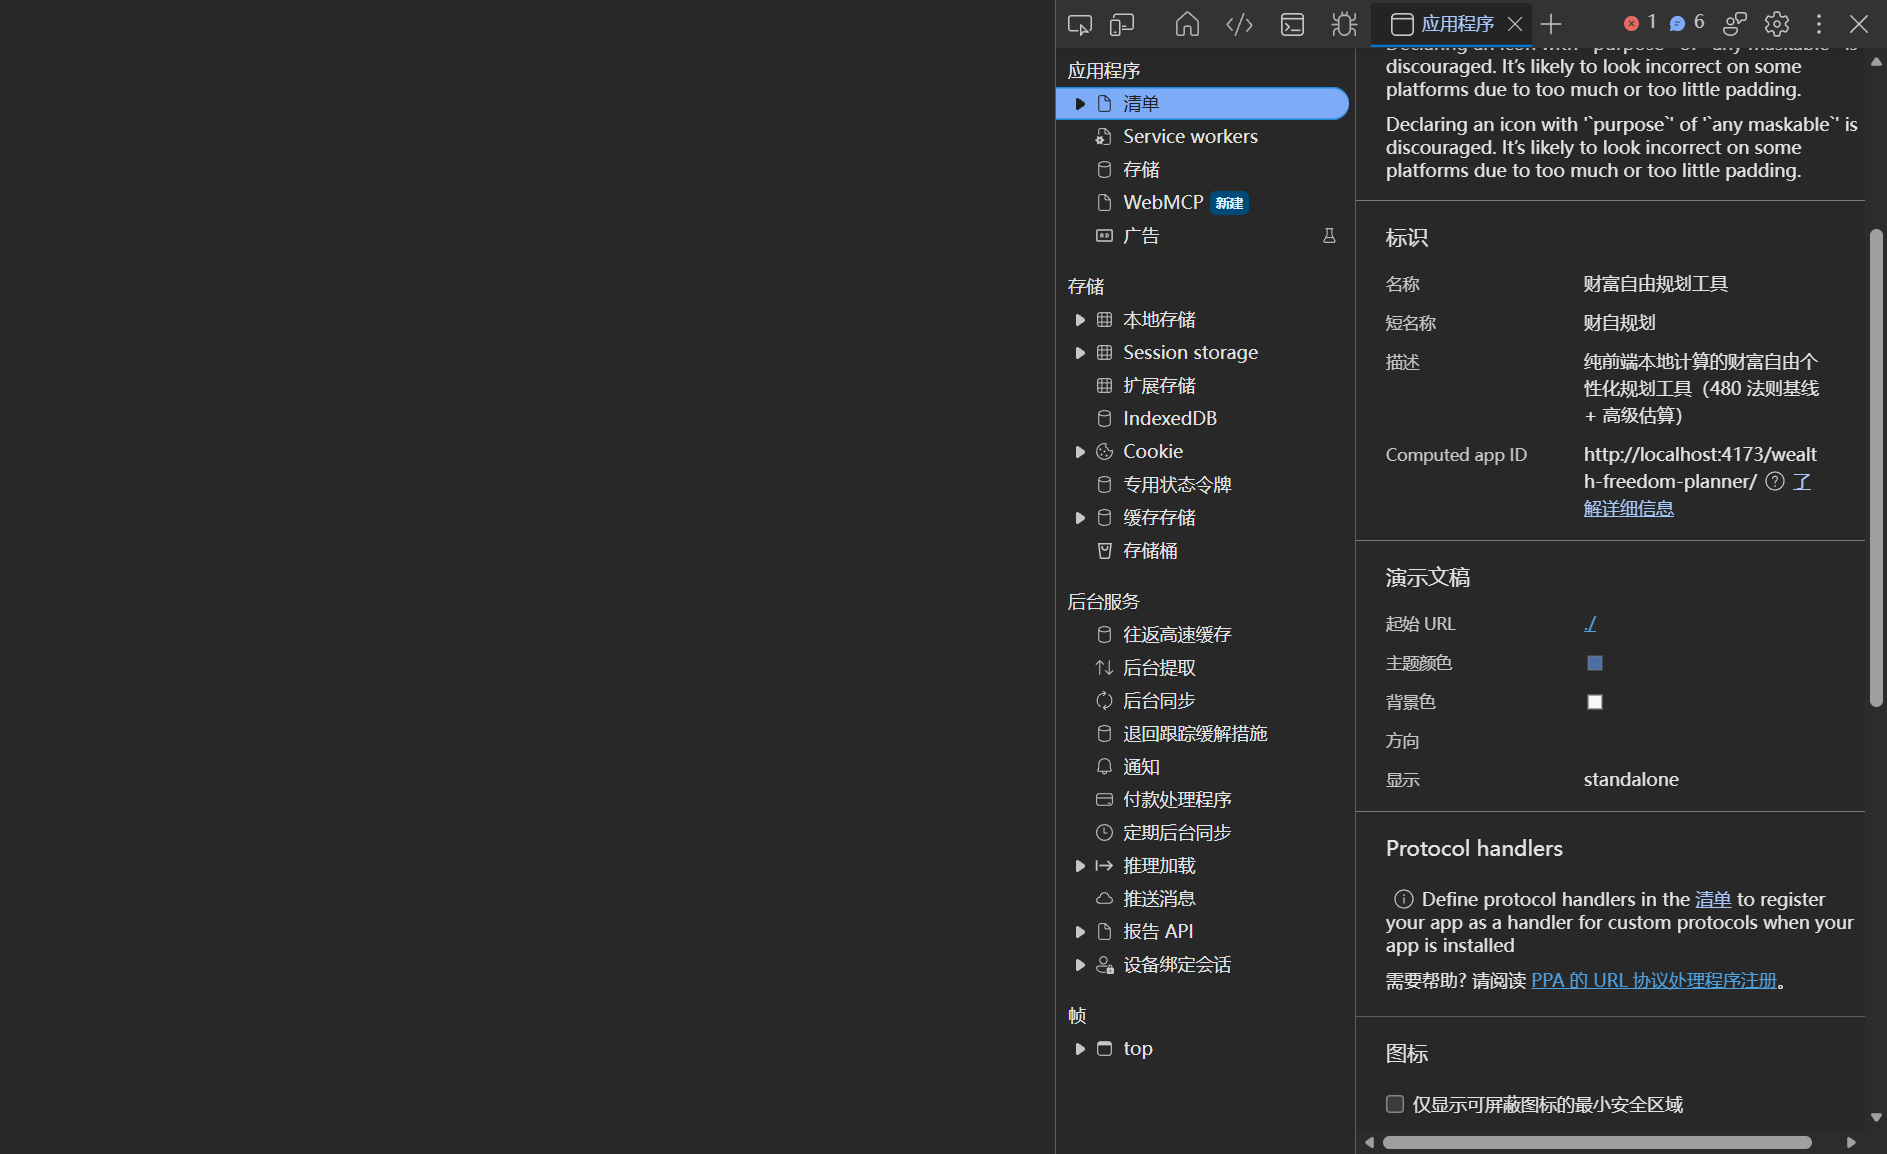 应用程序
1
6
应用程序
清单
Service workers
存储
WebMCP 新建
广告
存储
本地存储
Session storage
扩展存储
IndexedDB
Cookie
专用状态令牌
缓存存储
存储桶
后台服务
往返高速缓存
后台提取
后台同步
退回跟踪缓解措施
通知
付款处理程序
定期后台同步
推理加载
推送消息
报告 API
设备绑定会话
帧
top
Declaring an icon with '`purpose`' of '`any maskable`' is
discouraged. It’s likely to look incorrect on some
platforms due to too much or too little padding.
Declaring an icon with '`purpose`' of '`any maskable`' is
discouraged. It’s likely to look incorrect on some
platforms due to too much or too little padding.
标识
名称 财富自由规划工具
短名称 财自规划
描述 纯前端本地计算的财富自由个
性化规划工具（480 法则基线
+ 高级估算）
Computed app ID http://localhost:4173/wealt
h-freedom-planner/ 了
解详细信息
演示文稿
起始 URL ./
主题颜色
背景色
方向
显示 standalone
Protocol handlers
Define protocol handlers in the 清单 to register
your app as a handler for custom protocols when your
app is installed
需要帮助? 请阅读 PPA 的 URL 协议处理程序注册。
图标
仅显示可屏蔽图标的最小安全区域